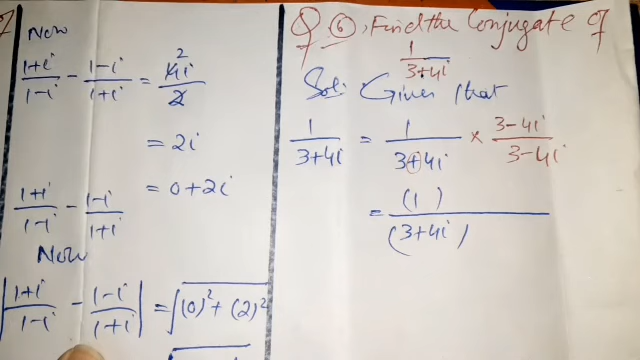 Now
1+i/1-i - 1-i/1+i = 4i/2 2
= 2i
= 0+2i
1+i/1-i - 1-i/1+i
Now
|1+i/1-i - 1-i/1+i| = √(0)²+(2)²
Q 6, Find the Conjugate of
1/3+4i
Sol: Given that
1/3+4i = 1/3+4i × 3-4i/3-4i
= (1)/(3+4i)